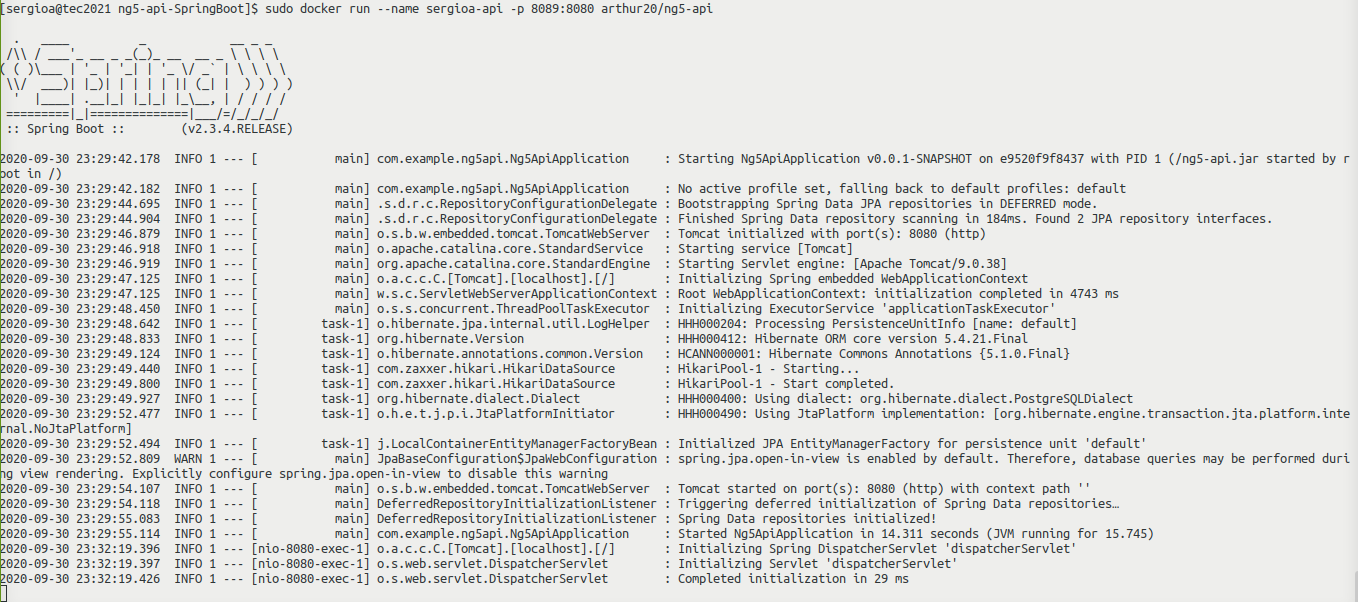 [sergioa@tec2021 ng5-api-SpringBoot]$ sudo docker run --name sergioa-api -p 8089:8080 arthur20/ng5-api

  .   ____          _            __ _ _
 /\\ / ___'_ __ _ _(_)_ __  __ _ \ \ \ \
( ( )\___ | '_ | '_| | '_ \/ _` | \ \ \ \
 \\/  ___)| |_)| | | | | || (_| |  ) ) ) )
  '  |____| .__|_| |_|_| |_\__, | / / / /
 =========|_|==============|___/=/_/_/_/
 :: Spring Boot ::        (v2.3.4.RELEASE)

2020-09-30 23:29:42.178  INFO 1 --- [           main] com.example.ng5api.Ng5ApiApplication     : Starting Ng5ApiApplication v0.0.1-SNAPSHOT on e9520f9f8437 with PID 1 (/ng5-api.jar started by r
oot in /)
2020-09-30 23:29:42.182  INFO 1 --- [           main] com.example.ng5api.Ng5ApiApplication     : No active profile set, falling back to default profiles: default
2020-09-30 23:29:44.695  INFO 1 --- [           main] .s.d.r.c.RepositoryConfigurationDelegate : Bootstrapping Spring Data JPA repositories in DEFERRED mode.
2020-09-30 23:29:44.904  INFO 1 --- [           main] .s.d.r.c.RepositoryConfigurationDelegate : Finished Spring Data repository scanning in 184ms. Found 2 JPA repository interfaces.
2020-09-30 23:29:46.879  INFO 1 --- [           main] o.s.b.w.embedded.tomcat.TomcatWebServer  : Tomcat initialized with port(s): 8080 (http)
2020-09-30 23:29:46.918  INFO 1 --- [           main] o.apache.catalina.core.StandardService   : Starting service [Tomcat]
2020-09-30 23:29:46.919  INFO 1 --- [           main] org.apache.catalina.core.StandardEngine  : Starting Servlet engine: [Apache Tomcat/9.0.38]
2020-09-30 23:29:47.125  INFO 1 --- [           main] o.a.c.c.C.[Tomcat].[localhost].[/]       : Initializing Spring embedded WebApplicationContext
2020-09-30 23:29:47.125  INFO 1 --- [           main] w.s.c.ServletWebServerApplicationContext : Root WebApplicationContext: initialization completed in 4743 ms
2020-09-30 23:29:48.450  INFO 1 --- [           main] o.s.s.concurrent.ThreadPoolTaskExecutor  : Initializing ExecutorService 'applicationTaskExecutor'
2020-09-30 23:29:48.642  INFO 1 --- [         task-1] o.hibernate.jpa.internal.util.LogHelper  : HHH000204: Processing PersistenceUnitInfo [name: default]
2020-09-30 23:29:48.833  INFO 1 --- [         task-1] org.hibernate.Version                    : HHH000412: Hibernate ORM core version 5.4.21.Final
2020-09-30 23:29:49.124  INFO 1 --- [         task-1] o.hibernate.annotations.common.Version   : HCANN000001: Hibernate Commons Annotations {5.1.0.Final}
2020-09-30 23:29:49.440  INFO 1 --- [         task-1] com.zaxxer.hikari.HikariDataSource       : HikariPool-1 - Starting...
2020-09-30 23:29:49.800  INFO 1 --- [         task-1] com.zaxxer.hikari.HikariDataSource       : HikariPool-1 - Start completed.
2020-09-30 23:29:49.927  INFO 1 --- [         task-1] org.hibernate.dialect.Dialect            : HHH000400: Using dialect: org.hibernate.dialect.PostgreSQLDialect
2020-09-30 23:29:52.477  INFO 1 --- [         task-1] o.h.e.t.j.p.i.JtaPlatformInitiator       : HHH000490: Using JtaPlatform implementation: [org.hibernate.engine.transaction.jta.platform.inte
rnal.NoJtaPlatform]
2020-09-30 23:29:52.494  INFO 1 --- [         task-1] j.LocalContainerEntityManagerFactoryBean : Initialized JPA EntityManagerFactory for persistence unit 'default'
2020-09-30 23:29:52.809  WARN 1 --- [           main] JpaBaseConfiguration$JpaWebConfiguration : spring.jpa.open-in-view is enabled by default. Therefore, database queries may be performed duri
ng view rendering. Explicitly configure spring.jpa.open-in-view to disable this warning
2020-09-30 23:29:54.107  INFO 1 --- [           main] o.s.b.w.embedded.tomcat.TomcatWebServer  : Tomcat started on port(s): 8080 (http) with context path ''
2020-09-30 23:29:54.118  INFO 1 --- [           main] DeferredRepositoryInitializationListener : Triggering deferred initialization of Spring Data repositories…
2020-09-30 23:29:55.083  INFO 1 --- [           main] DeferredRepositoryInitializationListener : Spring Data repositories initialized!
2020-09-30 23:29:55.114  INFO 1 --- [           main] com.example.ng5api.Ng5ApiApplication     : Started Ng5ApiApplication in 14.311 seconds (JVM running for 15.745)
2020-09-30 23:32:19.396  INFO 1 --- [nio-8080-exec-1] o.a.c.c.C.[Tomcat].[localhost].[/]       : Initializing Spring DispatcherServlet 'dispatcherServlet'
2020-09-30 23:32:19.397  INFO 1 --- [nio-8080-exec-1] o.s.web.servlet.DispatcherServlet        : Initializing Servlet 'dispatcherServlet'
2020-09-30 23:32:19.426  INFO 1 --- [nio-8080-exec-1] o.s.web.servlet.DispatcherServlet        : Completed initialization in 29 ms